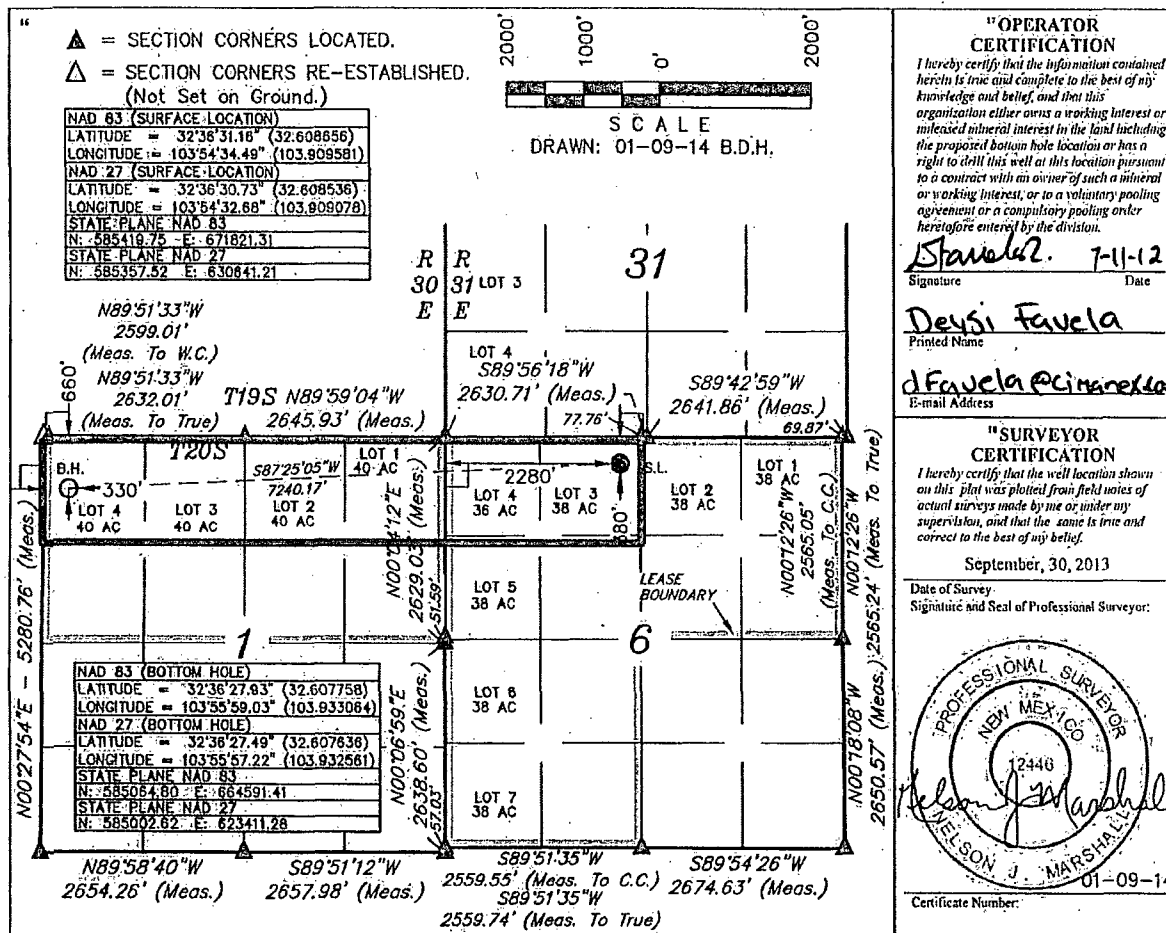 16
▲ = SECTION CORNERS LOCATED.
△ = SECTION CORNERS RE-ESTABLISHED.
(Not Set on Ground.)
NAD 83 (SURFACE LOCATION)
LATITUDE = 32°36'31.16" (32.608656)
LONGITUDE = 103°54'34.49" (103.909581)
NAD 27 (SURFACE LOCATION)
LATITUDE = 32°36'30.73" (32.608536)
LONGITUDE = 103°54'32.68" (103.909078)
STATE PLANE NAD 83
N: 585419.75 E: 671821.31
STATE PLANE NAD 27
N: 585357.52 E: 630641.21
2000' 1000' 0' 2000'
SCALE
DRAWN: 01-09-14 B.D.H.
R R
30 31
E E
LOT 3
31
LOT 4
N89°51'33"W
2599.01'
(Meas. To W.C.)
N89°51'33"W
2632.01'
(Meas. To True)
660'
T19S
N89°59'04"W
2645.93' (Meas.)
S89°56'18"W
2630.71' (Meas.)
77.76'
S89°42'59"W
2641.86' (Meas.)
69.87'
T20S
B.H.
330'
S87°25'05"W
7240.17'
LOT 1
40 AC
LOT 4
40 AC
LOT 3
40 AC
LOT 2
40 AC
2280'
S.L.
LOT 4
36 AC
LOT 3
38 AC
680'
LOT 2
38 AC
LOT 1
38 AC
N00°27'54"E - 5280.76' (Meas.)
N00°04'12"E
2629.03' (Meas.)
51.59'
N00°12'26"W
2565.05'
(Meas. To C.C.)
N00°12'26"W
2565.24' (Meas. To True)
LOT 5
38 AC
LEASE
BOUNDARY
1
6
NAD 83 (BOTTOM HOLE)
LATITUDE = 32°36'27.93" (32.607758)
LONGITUDE = 103°55'59.03" (103.933064)
NAD 27 (BOTTOM HOLE)
LATITUDE = 32°36'27.49" (32.607636)
LONGITUDE = 103°55'57.22" (103.932561)
STATE PLANE NAD 83
N: 585064.80 E: 664591.41
STATE PLANE NAD 27
N: 585002.62 E: 623411.28
N00°06'59"E
2638.60' (Meas.)
57.03'
LOT 6
38 AC
LOT 7
38 AC
N00°18'08"W
2650.57' (Meas.)
N89°58'40"W
2654.26' (Meas.)
S89°51'12"W
2657.98' (Meas.)
S89°51'35"W
2559.55' (Meas. To C.C.)
S89°51'35"W
2559.74' (Meas. To True)
S89°54'26"W
2674.63' (Meas.)
17 OPERATOR
CERTIFICATION
I hereby certify that the information contained
herein is true and complete to the best of my
knowledge and belief, and that this
organization either owns a working interest or
unleased mineral interest in the land including
the proposed bottom hole location or has a
right to drill this well at this location pursuant
to a contract with an owner of such a mineral
or working interest, or to a voluntary pooling
agreement or a compulsory pooling order
heretofore entered by the division.
7-11-12
Signature Date
Deysi Favela
Printed Name
dfavela@cimarex.co
E-mail Address
18 SURVEYOR
CERTIFICATION
I hereby certify that the well location shown
on this plat was plotted from field notes of
actual surveys made by me or under my
supervision, and that the same is true and
correct to the best of my belief.
September, 30, 2013
Date of Survey
Signature and Seal of Professional Surveyor:
PROFESSIONAL SURVEYOR
NEW MEXICO
12446
Nelson J. Marshall
NELSON J. MARSHALL
01-09-14
Certificate Number: